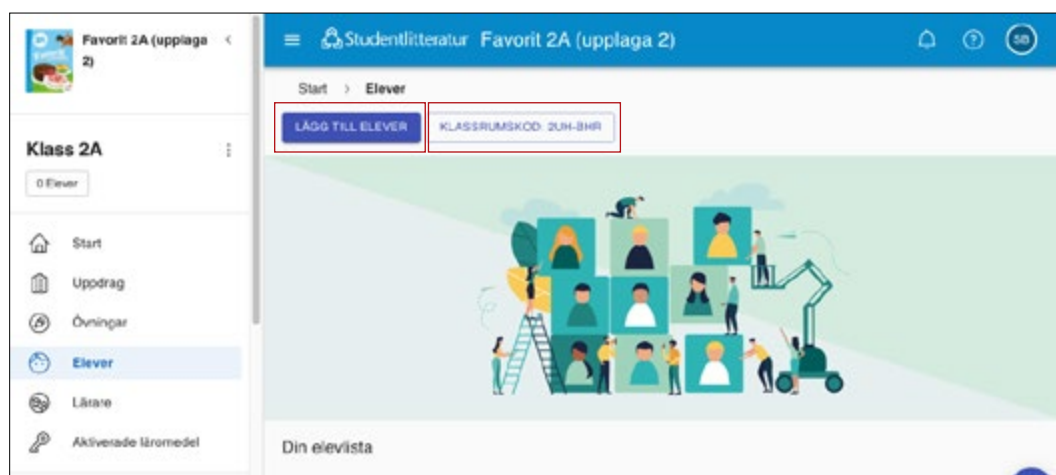 Favorit 2A (upplaga
2)
Studentlitteratur Favorit 2A (upplaga 2)
SB
Start > Elever
LÄGG TILL ELEVER
KLASSRUMSKOD: 2UH-BHR
Klass 2A
0 Elever
Start
Uppdrag
Övningar
Elever
Lärare
Aktiverade läromedel
Din elevlista